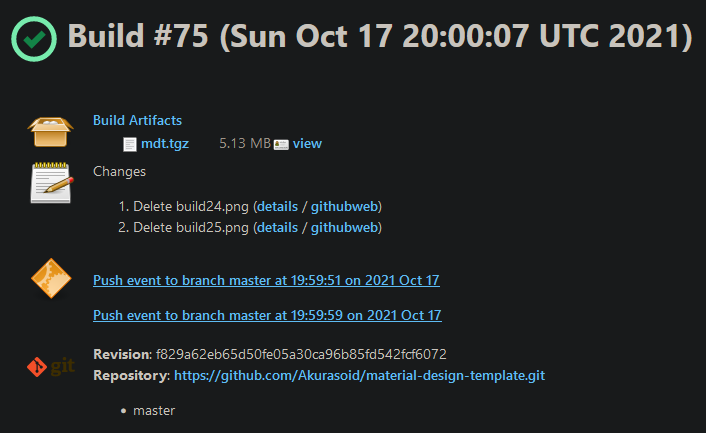 Build #75 (Sun Oct 17 20:00:07 UTC 2021)
Build Artifacts
mdt.tgz 5.13 MB view
Changes
1. Delete build24.png (details / githubweb)
2. Delete build25.png (details / githubweb)
Push event to branch master at 19:59:51 on 2021 Oct 17
Push event to branch master at 19:59:59 on 2021 Oct 17
git
Revision: f829a62eb65d50fe05a30ca96b85fd542fcf6072
Repository: https://github.com/Akurasoid/material-design-template.git
• master